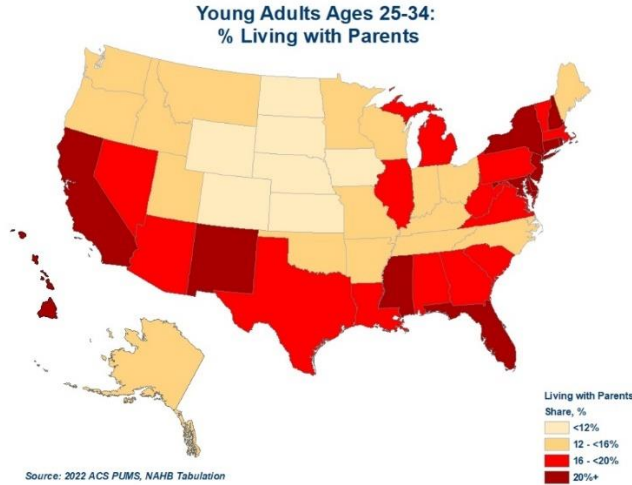 Young Adults Ages 25-34:
% Living with Parents
Living with Parents
Share, %
<12%
12 - <16%
16 - <20%
20%+
Source: 2022 ACS PUMS, NAHB Tabulation